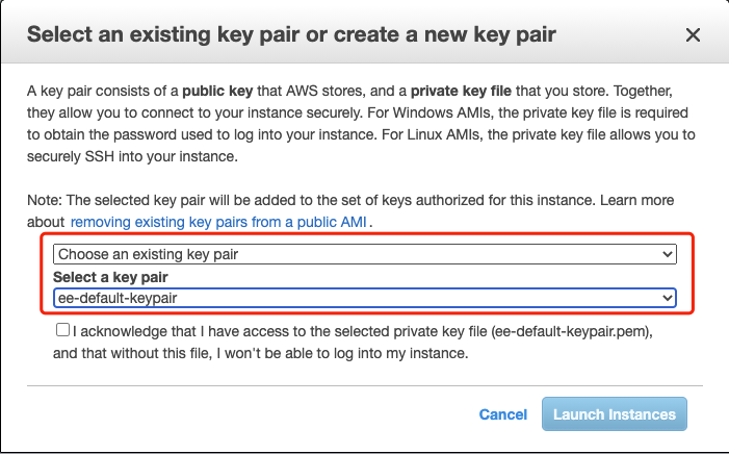 Select an existing key pair or create a new key pair
A key pair consists of a public key that AWS stores, and a private key file that you store. Together,
they allow you to connect to your instance securely. For Windows AMIs, the private key file is required
to obtain the password used to log into your instance. For Linux AMIs, the private key file allows you to
securely SSH into your instance.
Note: The selected key pair will be added to the set of keys authorized for this instance. Learn more
about removing existing key pairs from a public AMI.
Choose an existing key pair
Select a key pair
ee-default-keypair
I acknowledge that I have access to the selected private key file (ee-default-keypair.pem),
and that without this file, I won't be able to log into my instance.
Cancel Launch Instances